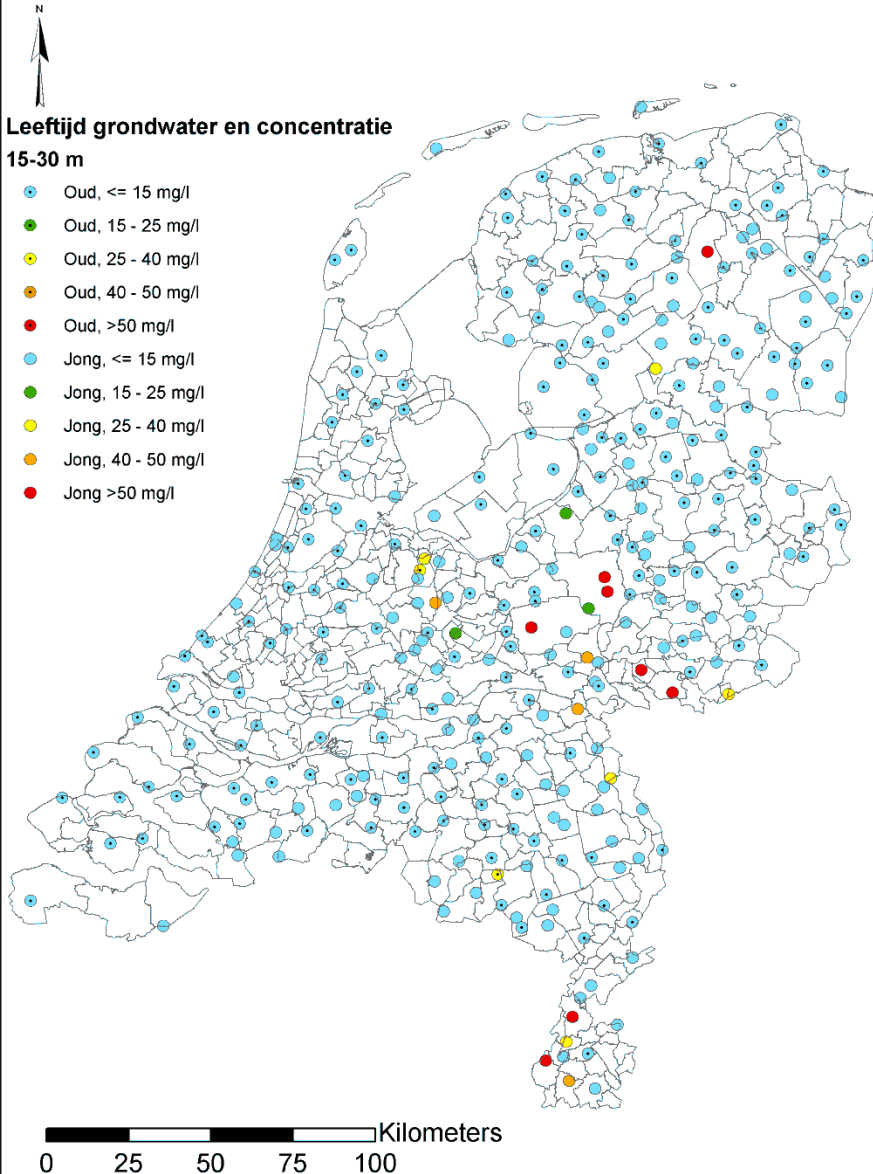 N
Leeftijd grondwater en concentratie
15-30 m
Oud, <= 15 mg/l
Oud, 15 - 25 mg/l
Oud, 25 - 40 mg/l
Oud, 40 - 50 mg/l
Oud, >50 mg/l
Jong, <= 15 mg/l
Jong, 15 - 25 mg/l
Jong, 25 - 40 mg/l
Jong, 40 - 50 mg/l
Jong >50 mg/l
Kilometers
0 25 50 75 100